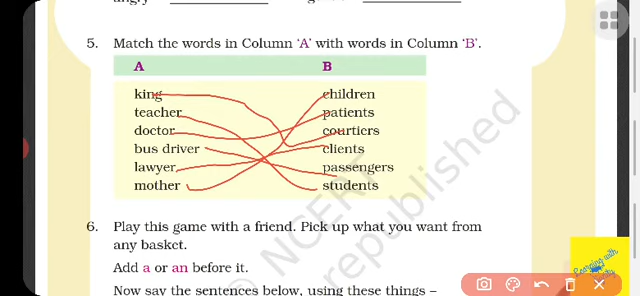 5. Match the words in Column 'A' with words in Column 'B'.
A B
king children
teacher patients
doctor courtiers
bus driver clients
lawyer passengers
mother students
6. Play this game with a friend. Pick up what you want from
any basket.
Add a or an before it.
Now say the sentences below, using these things –
© NCERT
republished
Learning with